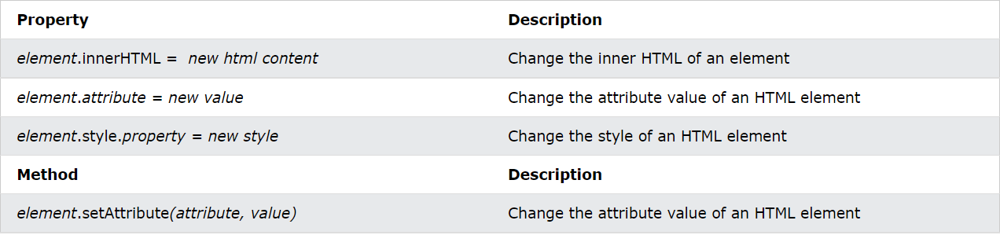 Property Description
element.innerHTML =  new html content Change the inner HTML of an element
element.attribute = new value Change the attribute value of an HTML element
element.style.property = new style Change the style of an HTML element
Method Description
element.setAttribute(attribute, value) Change the attribute value of an HTML element